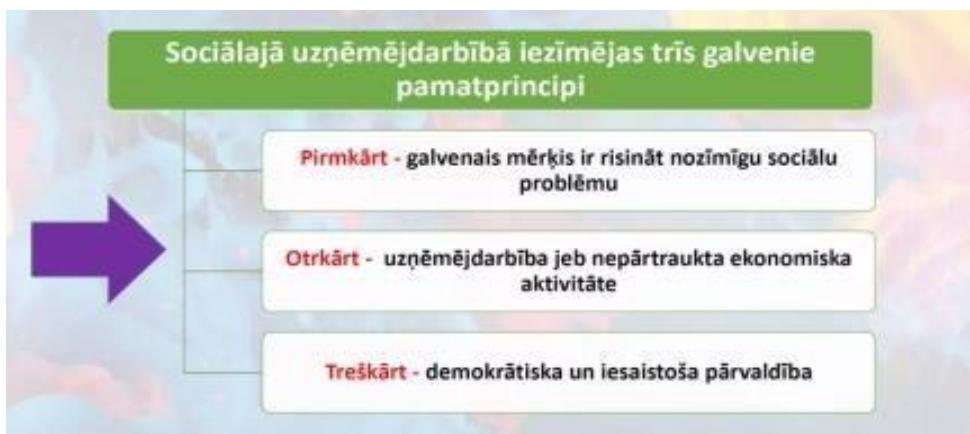 Sociālajā uzņēmējdarbībā iezīmējas trīs galvenie
pamatprincipi
Pirmkārt - galvenais mērķis ir risināt nozīmīgu sociālu
problēmu
Otrkārt - uzņēmējdarbība jeb nepārtraukta ekonomiska
aktivitāte
Treškārt - demokrātiska un iesaistoša pārvaldība